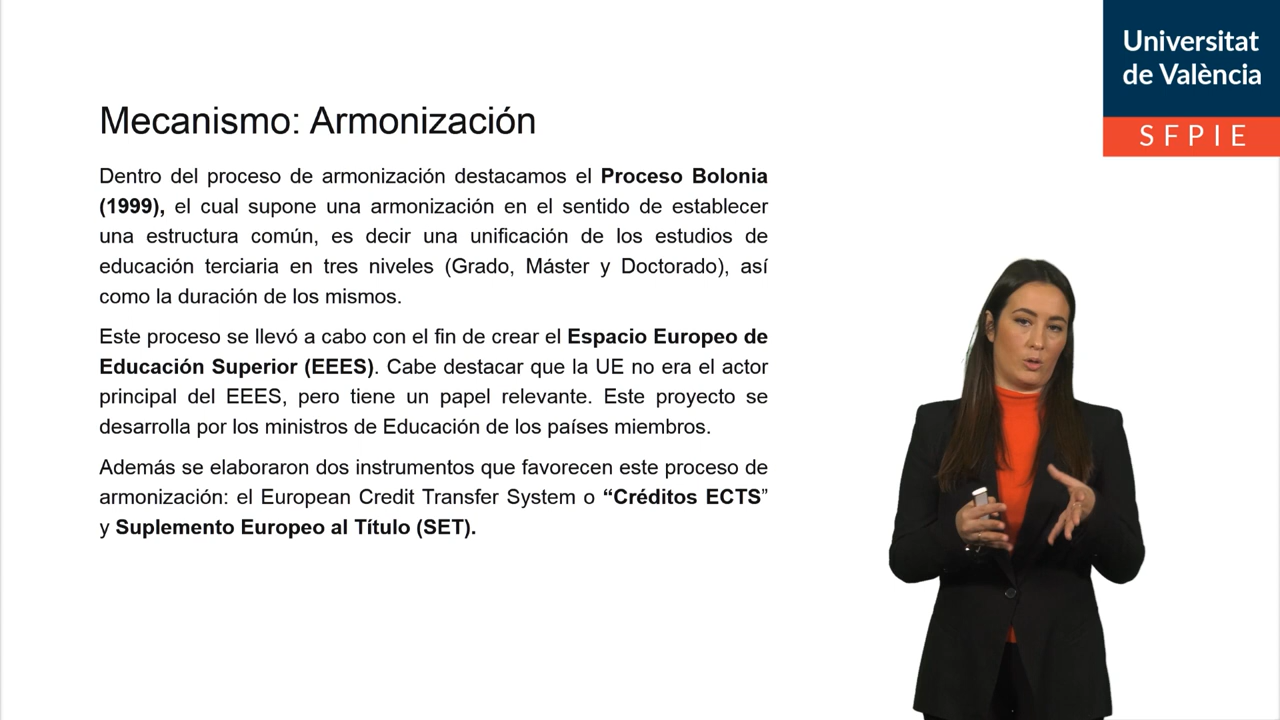 Universitat
de València
SFPIE
Mecanismo: Armonización
Dentro del proceso de armonización destacamos el Proceso Bolonia
(1999), el cual supone una armonización en el sentido de establecer
una estructura común, es decir una unificación de los estudios de
educación terciaria en tres niveles (Grado, Máster y Doctorado), así
como la duración de los mismos.
Este proceso se llevó a cabo con el fin de crear el Espacio Europeo de
Educación Superior (EEES). Cabe destacar que la UE no era el actor
principal del EEES, pero tiene un papel relevante. Este proyecto se
desarrolla por los ministros de Educación de los países miembros.
Además se elaboraron dos instrumentos que favorecen este proceso de
armonización: el European Credit Transfer System o “Créditos ECTS”
y Suplemento Europeo al Título (SET).